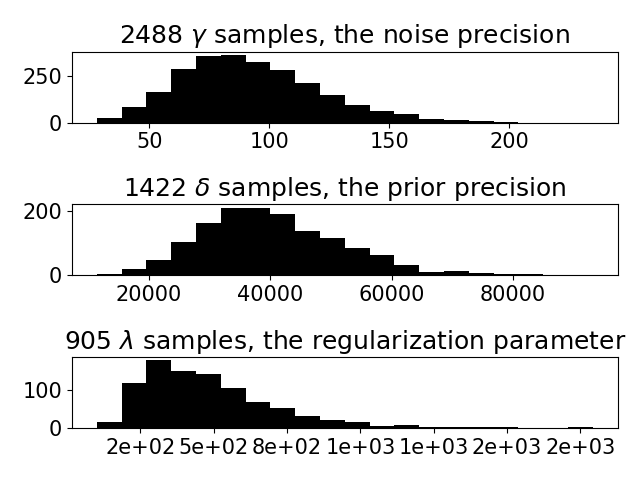 2488 γ samples, the noise precision
250
0
50 100 150 200
1422 δ samples, the prior precision
200
0
20000 40000 60000 80000
905 λ samples, the regularization parameter
100
0
2e+02 5e+02 8e+02 1e+03 1e+03 2e+03 2e+03